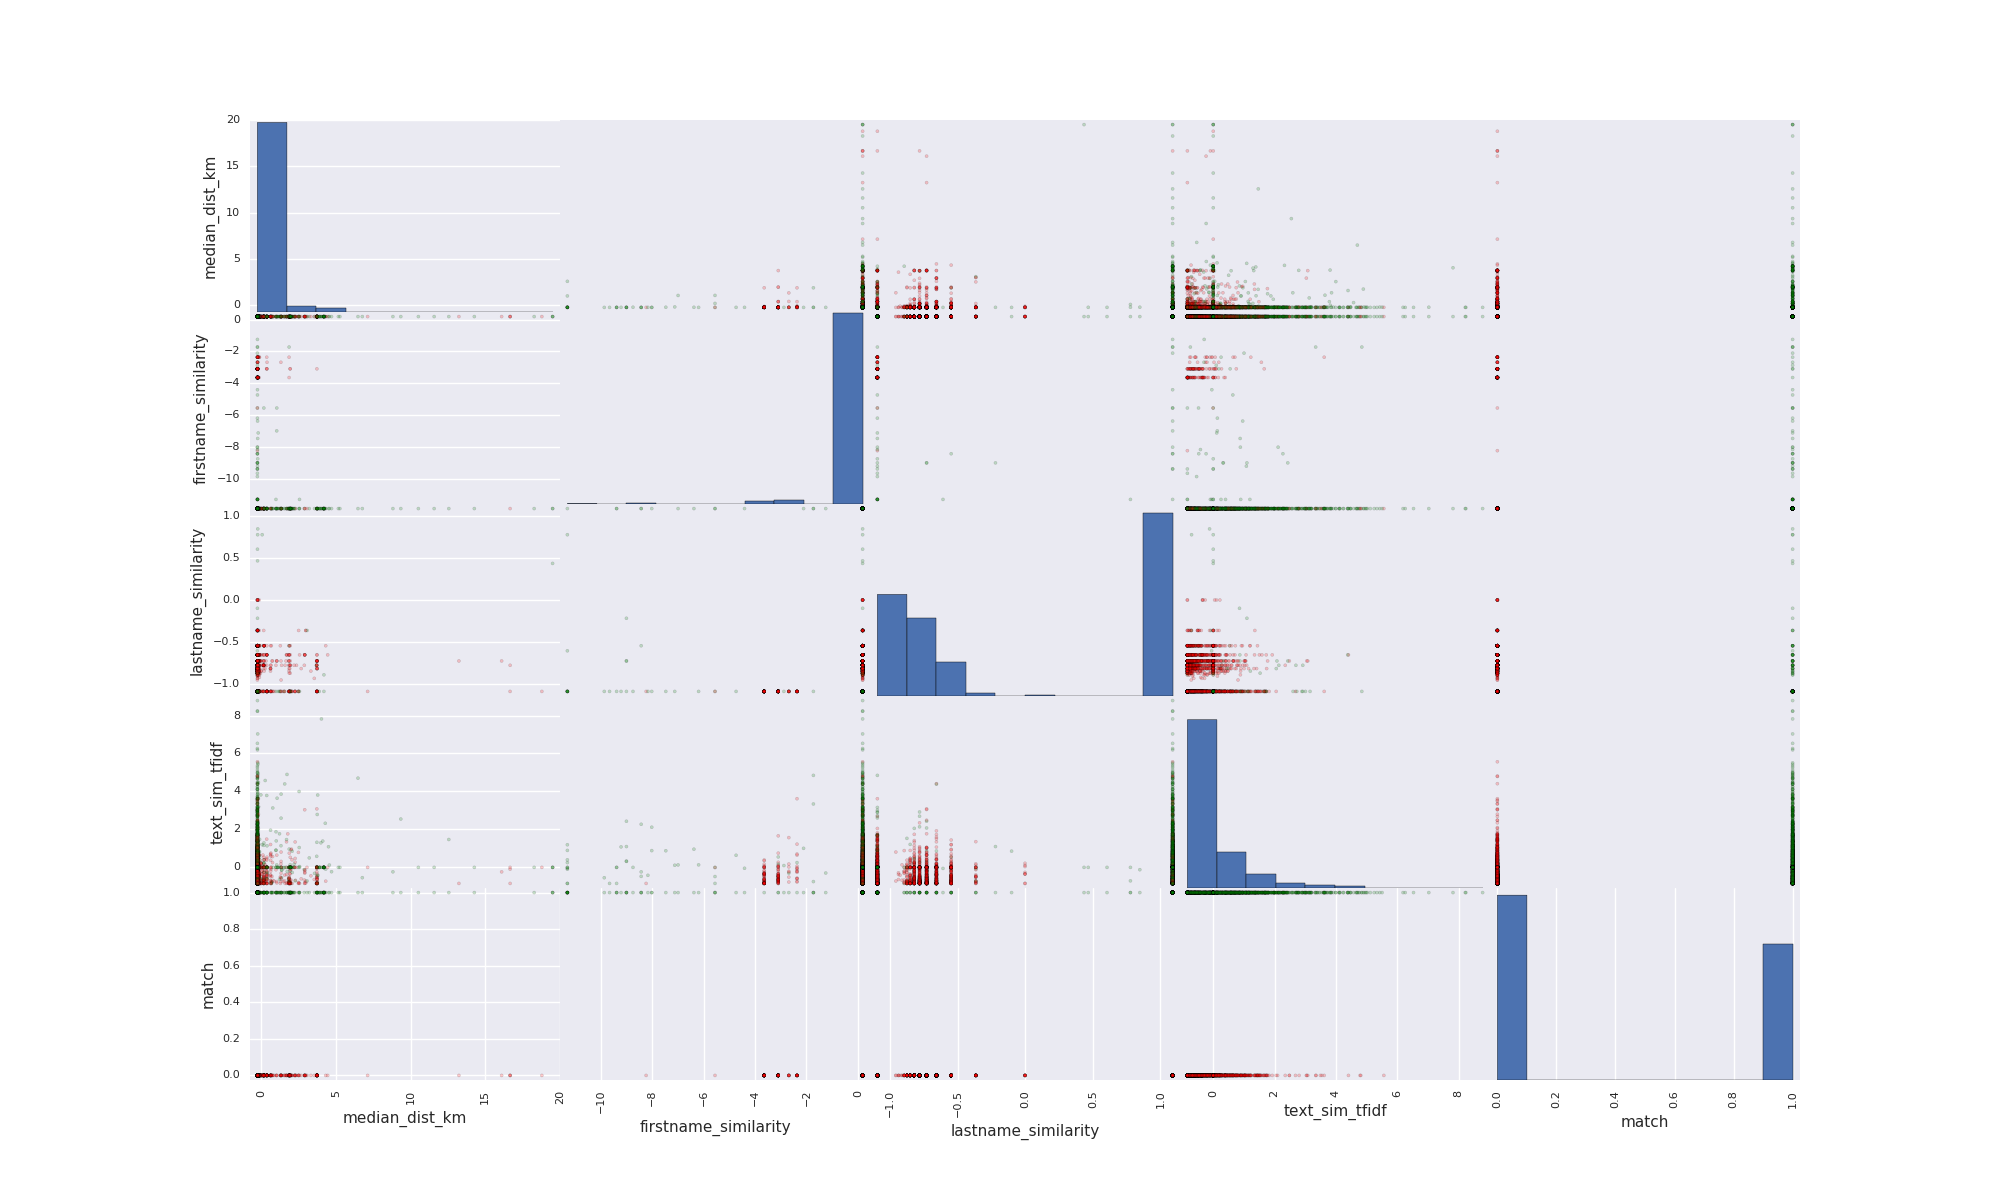 median_dist_km
20
15
10
5
0
firstname_similarity
0
−2
−4
−6
−8
−10
lastname_similarity
1.0
0.5
0.0
−0.5
−1.0
text_sim_tfidf
8
6
4
2
0
match
1.0
0.8
0.6
0.4
0.2
0.0
0 5 10 15 20
median_dist_km
−10 −8 −6 −4 −2 0
firstname_similarity
−1.0 −0.5 0.0 0.5 1.0
lastname_similarity
0 2 4 6 8
text_sim_tfidf
0.0 0.2 0.4 0.6 0.8 1.0
match